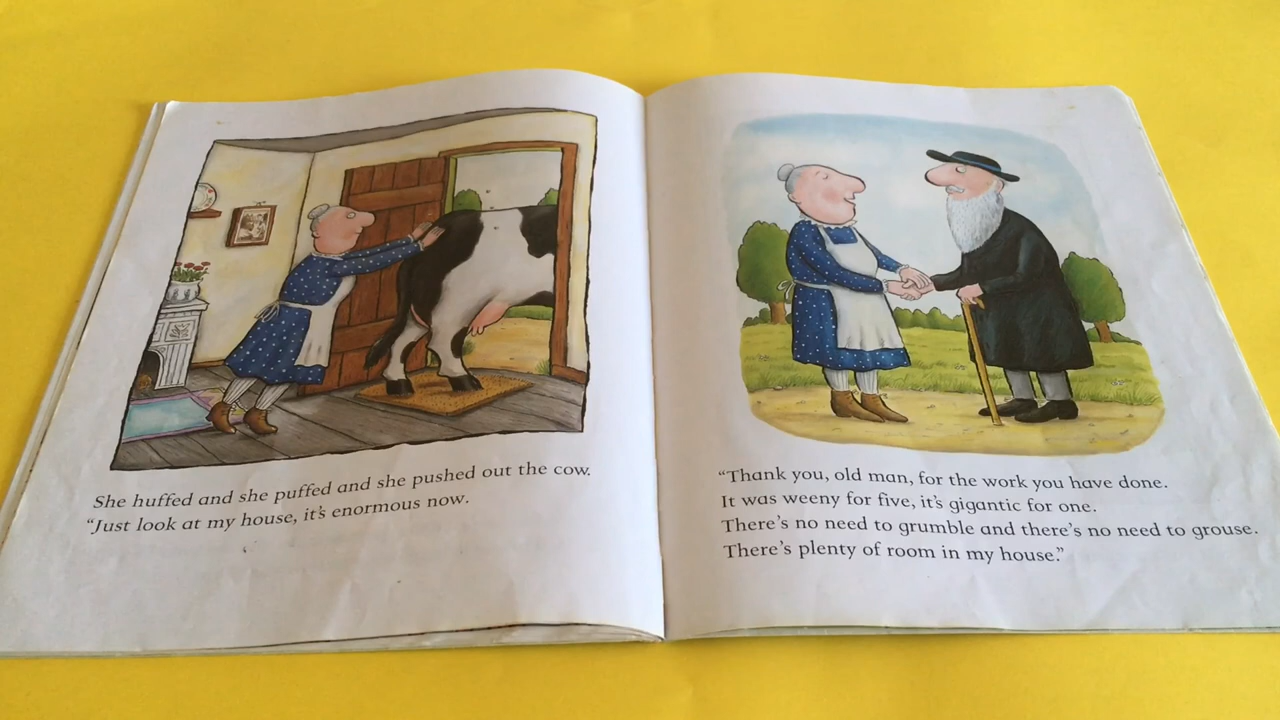 She huffed and she puffed and she pushed out the cow.
“Just look at my house, it’s enormous now.
“Thank you, old man, for the work you have done.
It was weeny for five, it’s gigantic for one.
There’s no need to grumble and there’s no need to grouse.
There’s plenty of room in my house.”